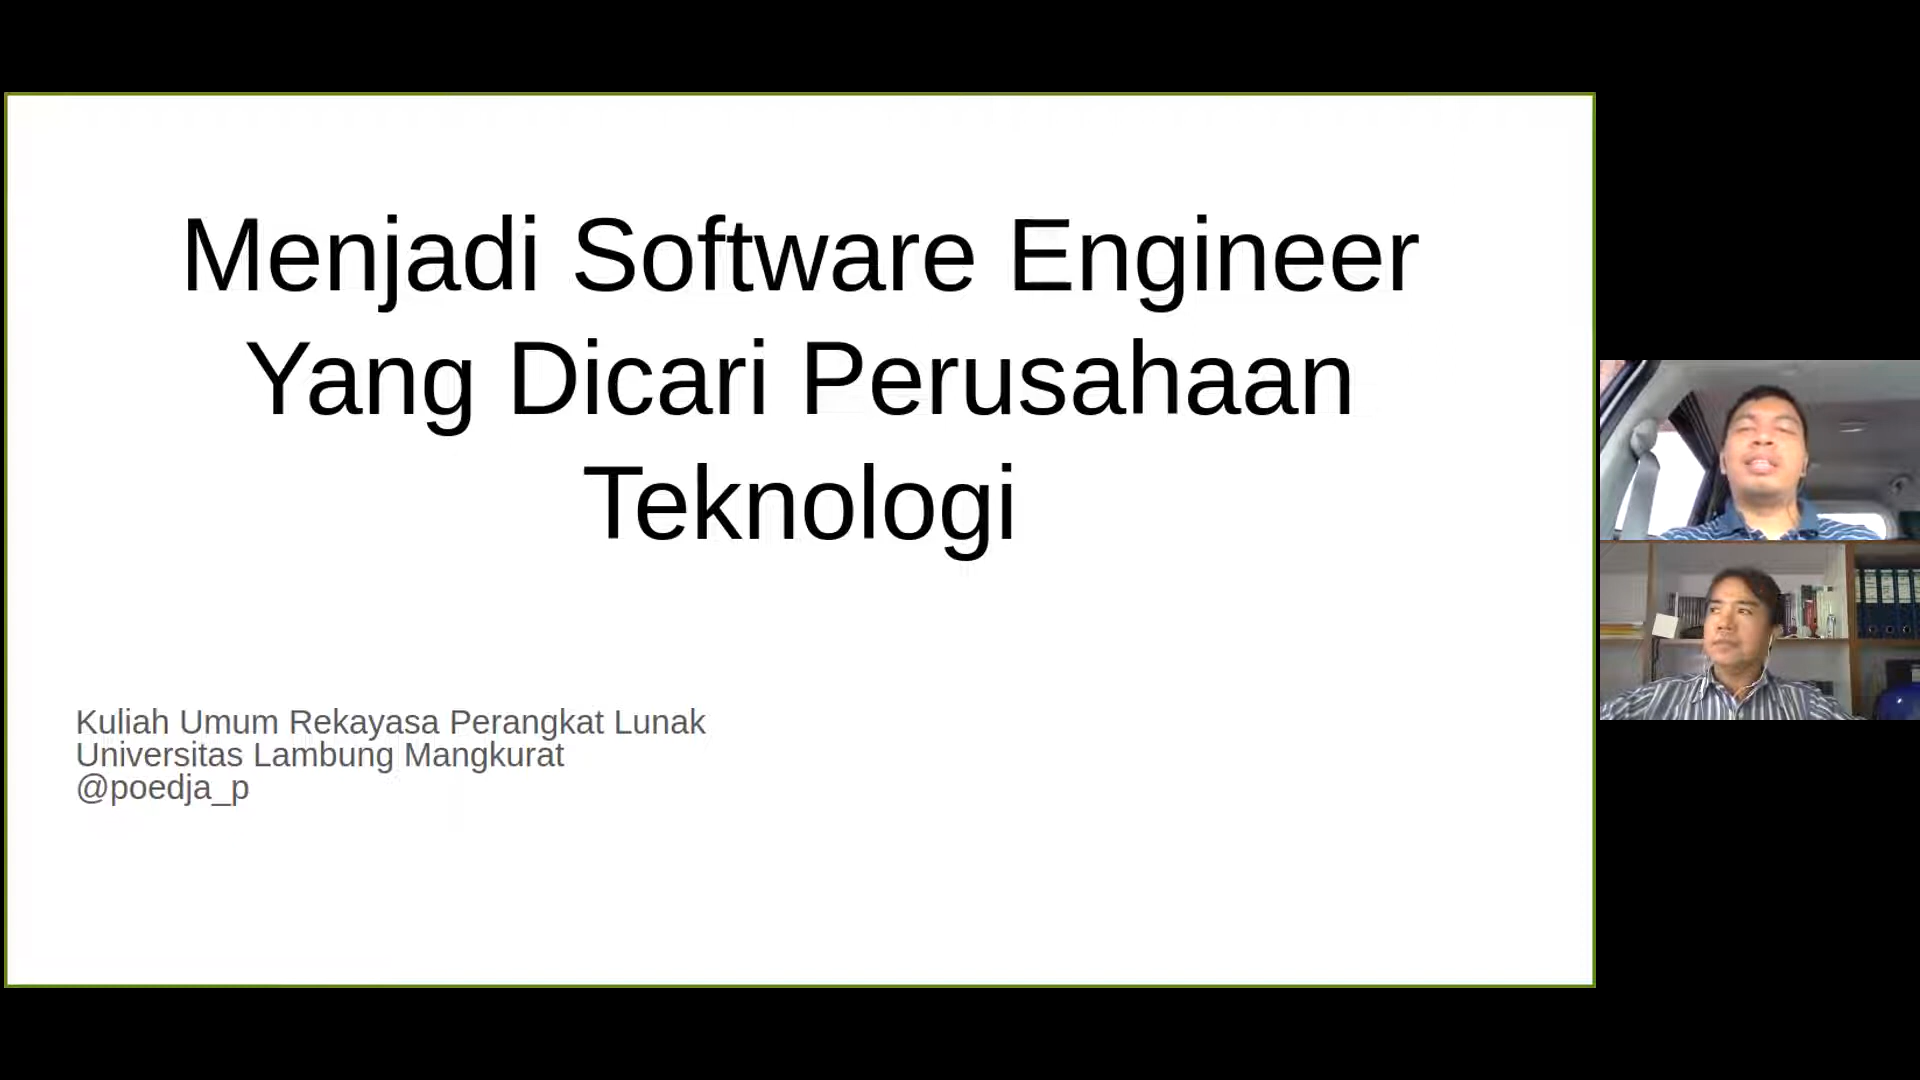 Menjadi Software Engineer
Yang Dicari Perusahaan
Teknologi
Kuliah Umum Rekayasa Perangkat Lunak
Universitas Lambung Mangkurat
@poedja_p